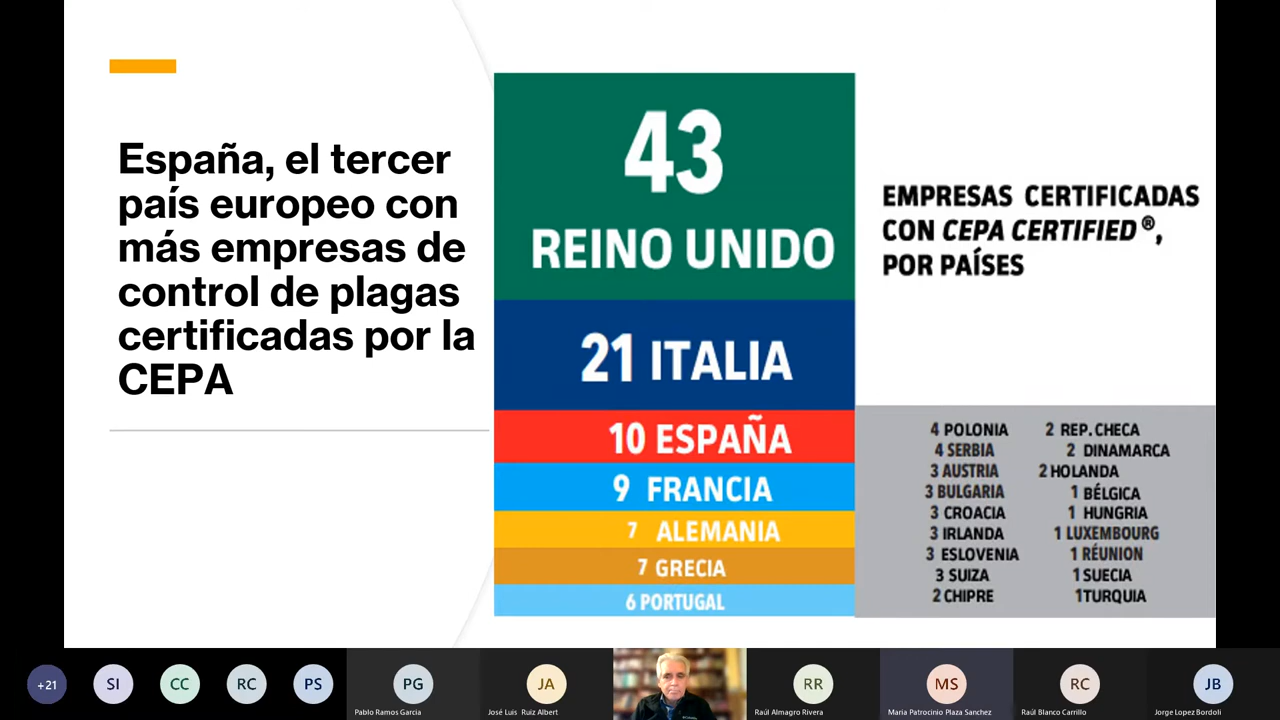 España, el tercer
país europeo con
más empresas de
control de plagas
certificadas por la
CEPA
43
REINO UNIDO
21 ITALIA
10 ESPAÑA
9 FRANCIA
7 ALEMANIA
7 GRECIA
6 PORTUGAL
EMPRESAS CERTIFICADAS
CON CEPA CERTIFIED®,
POR PAÍSES
4 POLONIA
4 SERBIA
3 AUSTRIA
3 BULGARIA
3 CROACIA
3 IRLANDA
3 ESLOVENIA
3 SUIZA
2 CHIPRE
2 REP. CHECA
2 DINAMARCA
2 HOLANDA
1 BÉLGICA
1 HUNGRIA
1 LUXEMBOURG
1 RÉUNION
1 SUECIA
1 TURQUIA
+21
SI
CC
RC
PS
PG
Pablo Ramos Garcia
JA
José Luis Ruíz Albert
RR
Raúl Almagro Rivera
MS
Maria Patrocinio Plaza Sanchez
RC
Raúl Blanco Carrillo
JB
Jorge Lopez Bordoli